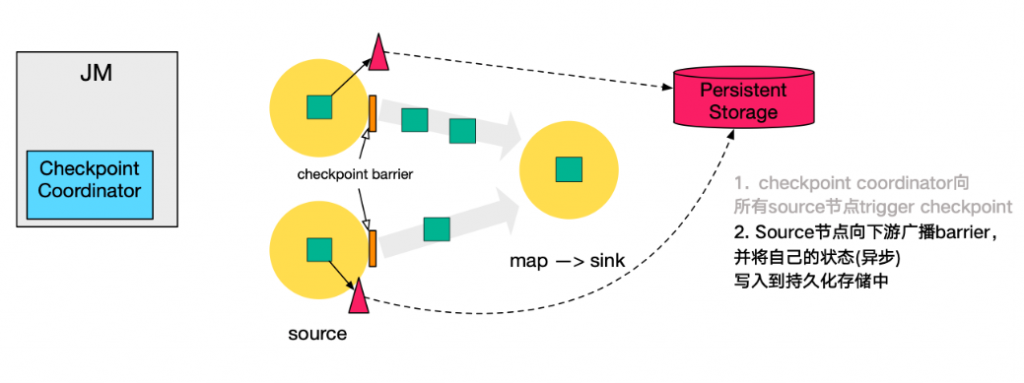 JM
Checkpoint
Coordinator
checkpoint barrier
source
map —> sink
Persistent
Storage
1. checkpoint coordinator向
所有source节点trigger checkpoint
2. Source节点向下游广播barrier，
并将自己的状态(异步)
写入到持久化存储中